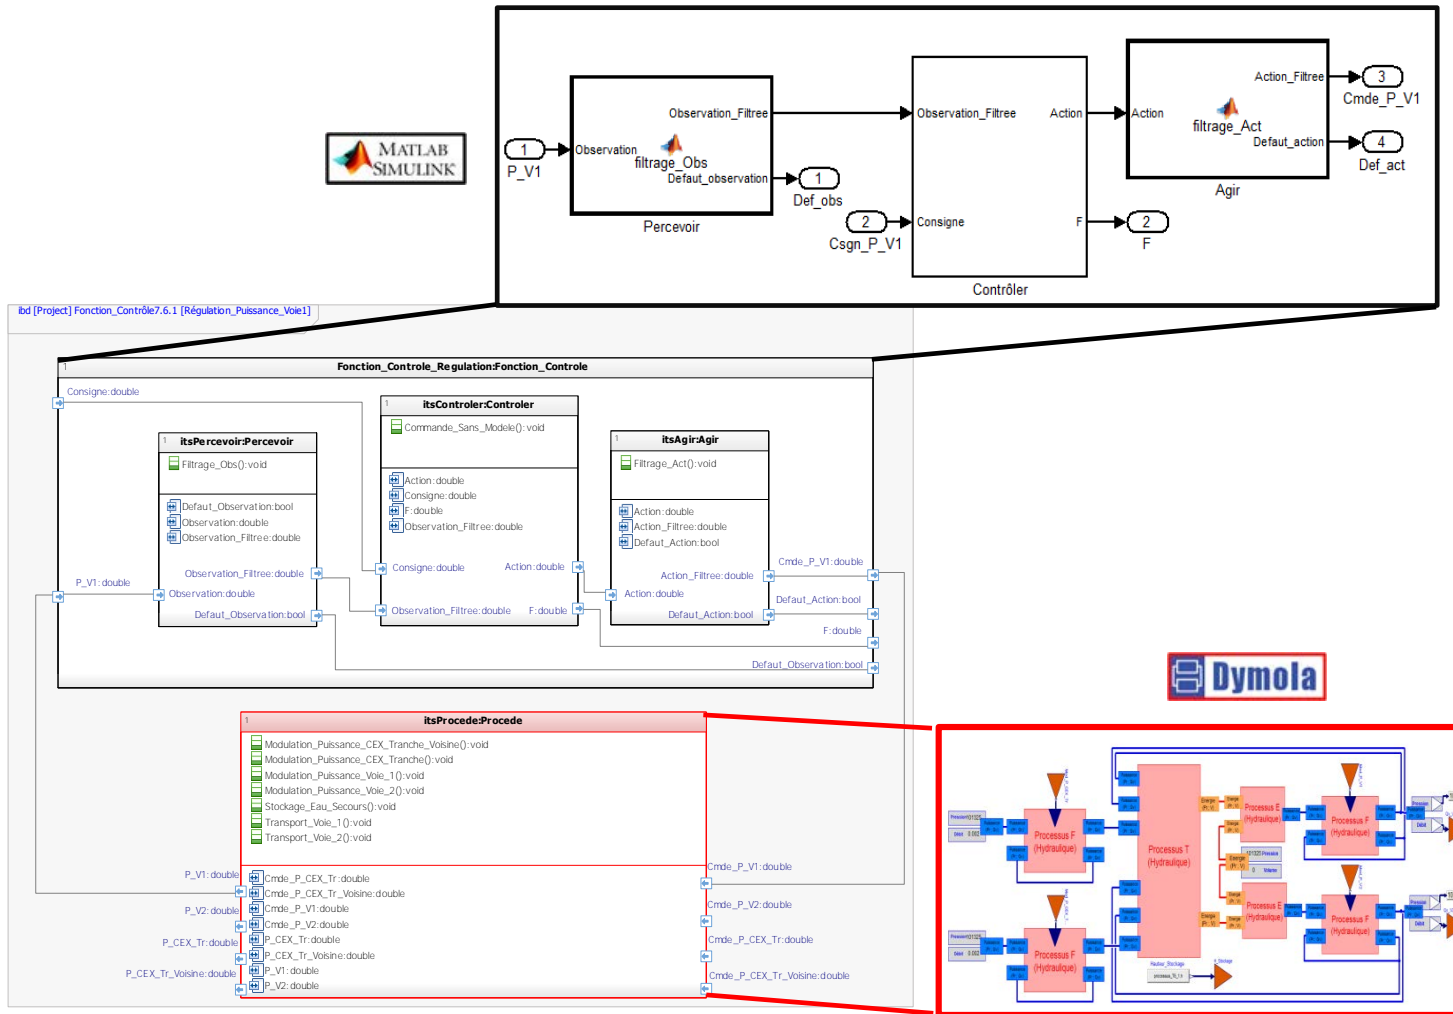 MATLAB
SIMULINK
1
P_V1
Observation
Observation_Filtree
filtrage_Obs
Defaut_observation
Percevoir
1
Def_obs
2
Csgn_P_V1
Observation_Filtree
Consigne
Action
F
Contrôler
2
F
Action
Action_Filtree
filtrage_Act
Defaut_action
Agir
3
Cmde_P_V1
4
Def_act
ibd [Project] Fonction_Contrôle7.6.1 [Régulation_Puissance_Voie1]
1
Fonction_Controle_Regulation:Fonction_Controle
Consigne:double
P_V1:double
1
itsPercevoir:Percevoir
Filtrage_Obs():void
Defaut_Observation:bool
Observation:double
Observation_Filtree:double
Observation_Filtree:double
Observation:double
Defaut_Observation:bool
1
itsControler:Controler
Commande_Sans_Modele():void
Action:double
Consigne:double
F:double
Observation_Filtree:double
Consigne:double
Action:double
Observation_Filtree:double
F:double
1
itsAgir:Agir
Filtrage_Act():void
Action:double
Action_Filtree:double
Defaut_Action:bool
Action_Filtree:double
Action:double
Defaut_Action:bool
Cmde_P_V1:double
Defaut_Action:bool
F:double
Defaut_Observation:bool
1
itsProcede:Procede
Modulation_Puissance_CEX_Tranche_Voisine():void
Modulation_Puissance_CEX_Tranche():void
Modulation_Puissance_Voie_1():void
Modulation_Puissance_Voie_2():void
Stockage_Eau_Secours():void
Transport_Voie_1():void
Transport_Voie_2():void
Cmde_P_CEX_Tr:double
Cmde_P_CEX_Tr_Voisine:double
Cmde_P_V1:double
Cmde_P_V2:double
P_CEX_Tr:double
P_CEX_Tr_Voisine:double
P_V1:double
P_V2:double
P_V1:double
P_V2:double
P_CEX_Tr:double
P_CEX_Tr_Voisine:double
Cmde_P_V1:double
Cmde_P_V2:double
Cmde_P_CEX_Tr:double
Cmde_P_CEX_Tr_Voisine:double
Dymola
Processus F
(Hydraulique)
Processus T
(Hydraulique)
Processus E
(Hydraulique)
Processus F
(Hydraulique)
Processus F
(Hydraulique)
Processus E
(Hydraulique)
Processus F
(Hydraulique)